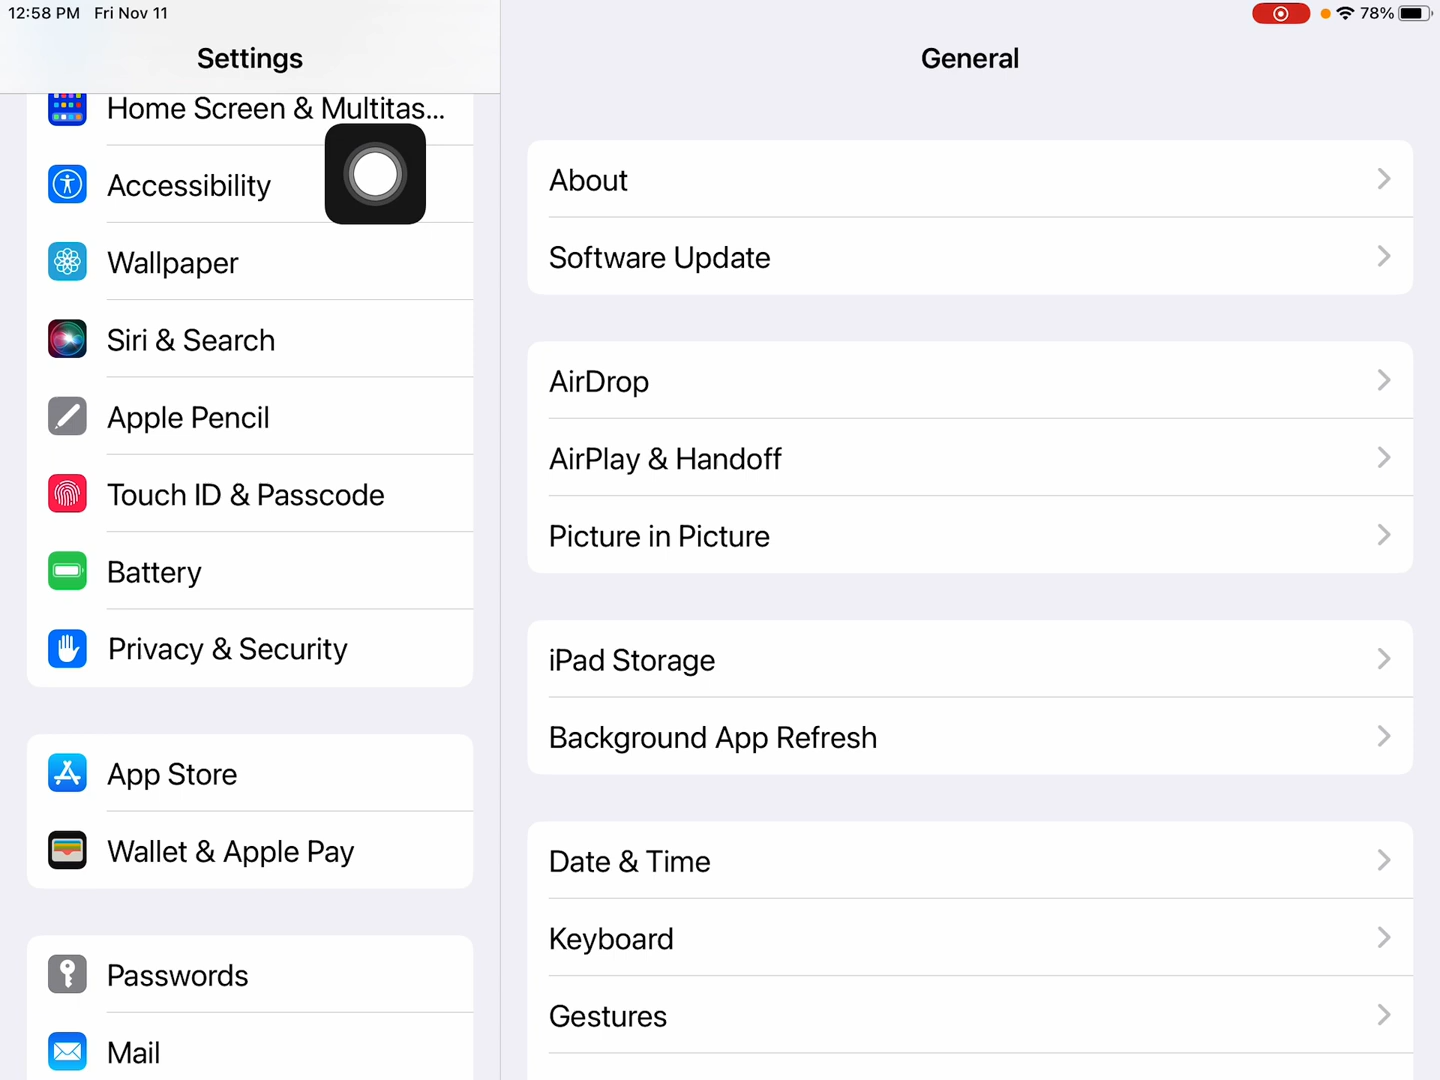 12:58 PM Fri Nov 11
78%
Settings
Home Screen & Multitas...
Accessibility
Wallpaper
Siri & Search
Apple Pencil
Touch ID & Passcode
Battery
Privacy & Security
App Store
Wallet & Apple Pay
Passwords
Mail
General
About
Software Update
AirDrop
AirPlay & Handoff
Picture in Picture
iPad Storage
Background App Refresh
Date & Time
Keyboard
Gestures